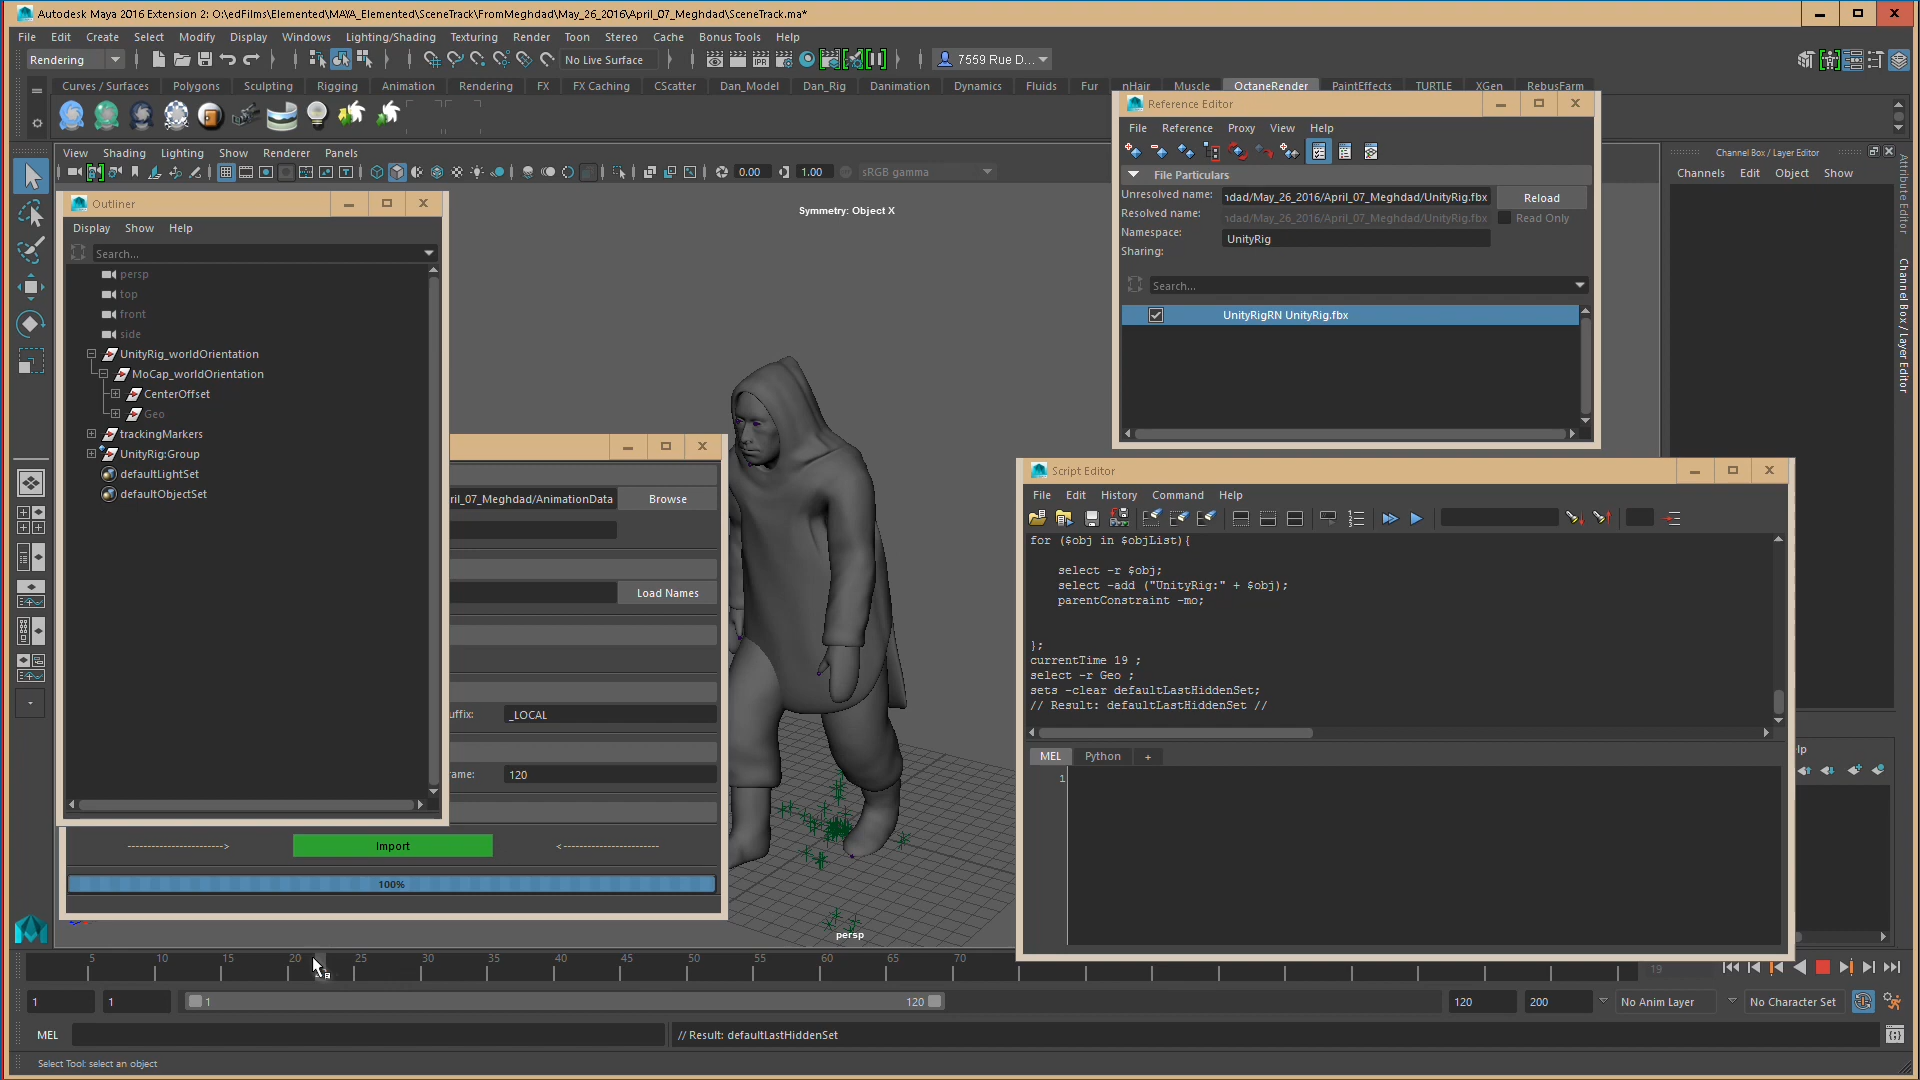 Autodesk Maya 2016 Extension 2: O:\edFilms\Elemented\MAYA_Elemented\SceneTrack\FromMeghdad\May_26_2016\April_07_Meghdad\SceneTrack.ma*
File Edit Create Select Modify Display Windows Lighting/Shading Texturing Render Toon Stereo Cache Bonus Tools Help
Rendering No Live Surface 7559 Rue D...
Curves / Surfaces Polygons Sculpting Rigging Animation Rendering FX FX Caching CScatter Dan_Model Dan_Rig Danimation Dynamics Fluids Fur nHair Muscle OctaneRender PaintEffects TURTLE XGen RebusFarm
View Shading Lighting Show Renderer Panels
0.00 1.00 sRGB gamma
Symmetry: Object X
persp
Outliner
Display Show Help
Search...
persp
top
front
side
UnityRig_worldOrientation
MoCap_worldOrientation
CenterOffset
Geo
trackingMarkers
UnityRig:Group
defaultLightSet
defaultObjectSet
ril_07_Meghdad/AnimationData Browse
Load Names
uffix: _LOCAL
rame: 120
-----------------------> Import <-----------------------
100%
Reference Editor
File Reference Proxy View Help
File Particulars
Unresolved name: ndad/May_26_2016/April_07_Meghdad/UnityRig.fbx Reload
Resolved name: ndad/May_26_2016/April_07_Meghdad/UnityRig.fbx Read Only
Namespace: UnityRig
Sharing:
Search...
UnityRigRN UnityRig.fbx
Channel Box / Layer Editor
Channels Edit Object Show
Attribute Editor
Channel Box / Layer Editor
Script Editor
File Edit History Command Help
for ($obj in $objList){
select -r $obj;
select -add ("UnityRig:" + $obj);
parentConstraint -mo;
};
currentTime 19 ;
select -r Geo ;
sets -clear defaultLastHiddenSet;
// Result: defaultLastHiddenSet //
MEL Python +
1
lp
5 10 15 20 25 30 35 40 45 50 55 60 65 70 19
1 1 1 120 120 200 No Anim Layer No Character Set
MEL // Result: defaultLastHiddenSet
Select Tool: select an object